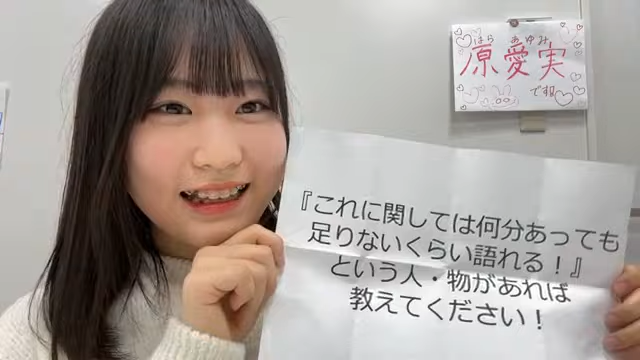 はら あゆみ
原 愛 実
です!!
『これに関しては何分あっても
足りないくらい語れる！』
という人・物があれば
教えてください！